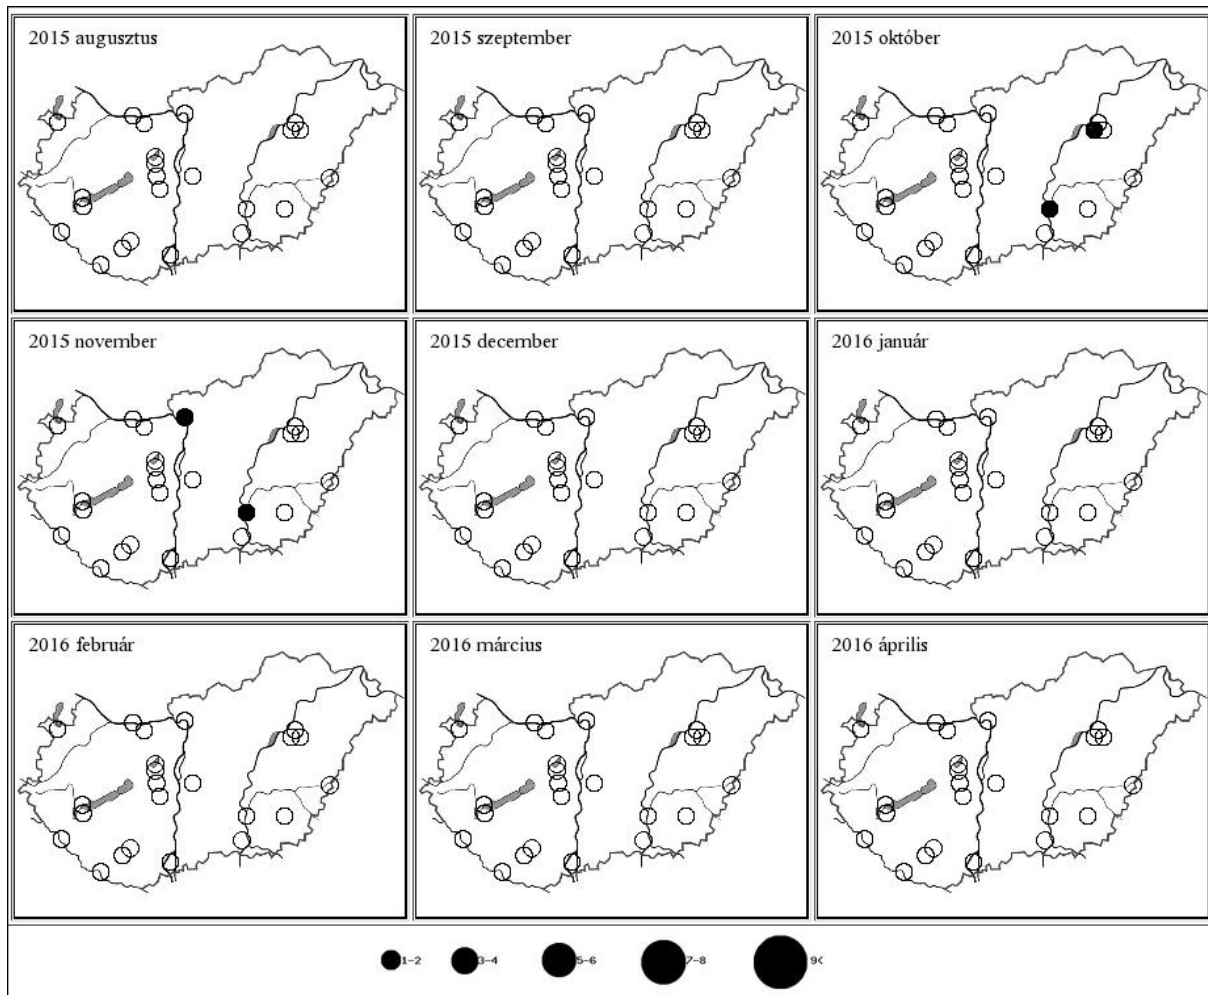 2015 augusztus
2015 szeptember
2015 október
2015 november
2015 december
2016 január
2016 február
2016 március
2016 április
1-2 3-4 5-6 7-8 9<